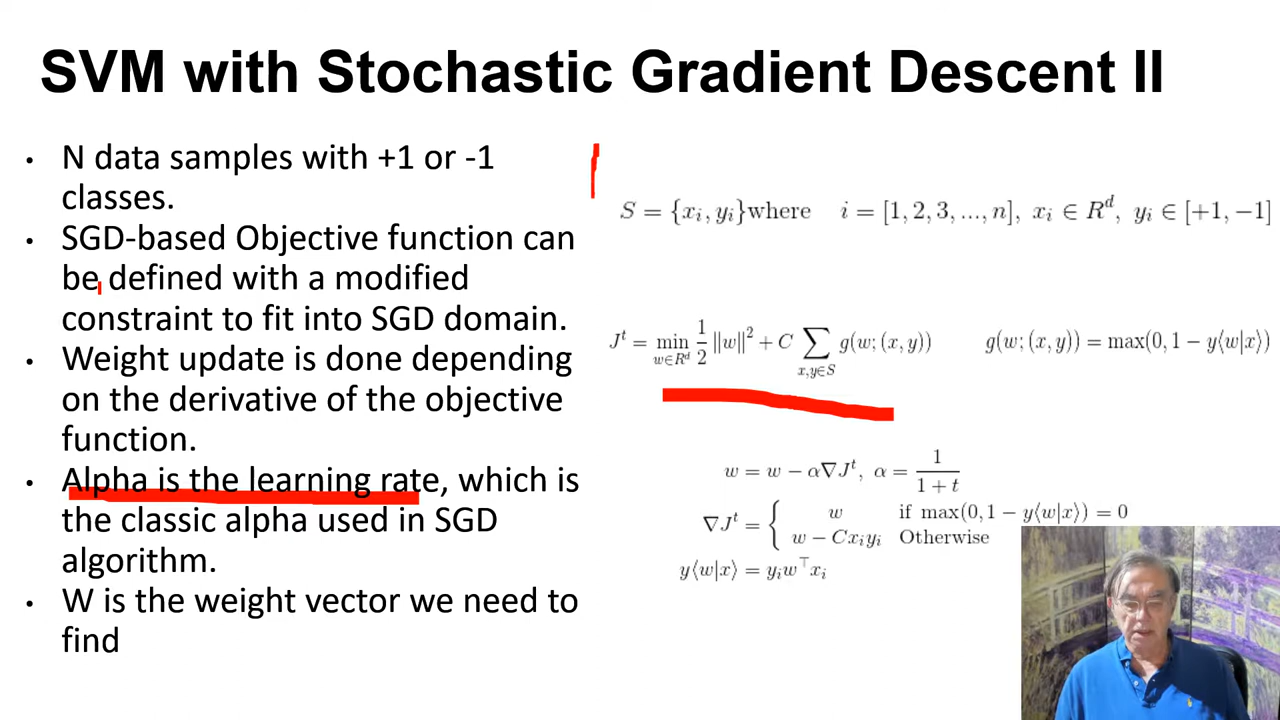 SVM with Stochastic Gradient Descent II
• N data samples with +1 or -1
classes.
• SGD-based Objective function can
be defined with a modified
constraint to fit into SGD domain.
• Weight update is done depending
on the derivative of the objective
function.
• Alpha is the learning rate, which is
the classic alpha used in SGD
algorithm.
• W is the weight vector we need to
find
S = {x_i, y_i}where i = [1, 2, 3, ..., n], x_i ∈ R^d, y_i ∈ [+1, −1]
J^t = min_{w∈R^d} 1/2 ‖w‖^2 + C ∑_{x,y∈S} g(w; (x, y)) g(w; (x, y)) = max(0, 1 − y⟨w|x⟩)
w = w − α∇J^t, α = 1/(1 + t)
∇J^t = { w if max(0, 1 − y⟨w|x⟩) = 0
w − Cx_iy_i Otherwise
y⟨w|x⟩ = y_iw^⊤x_i